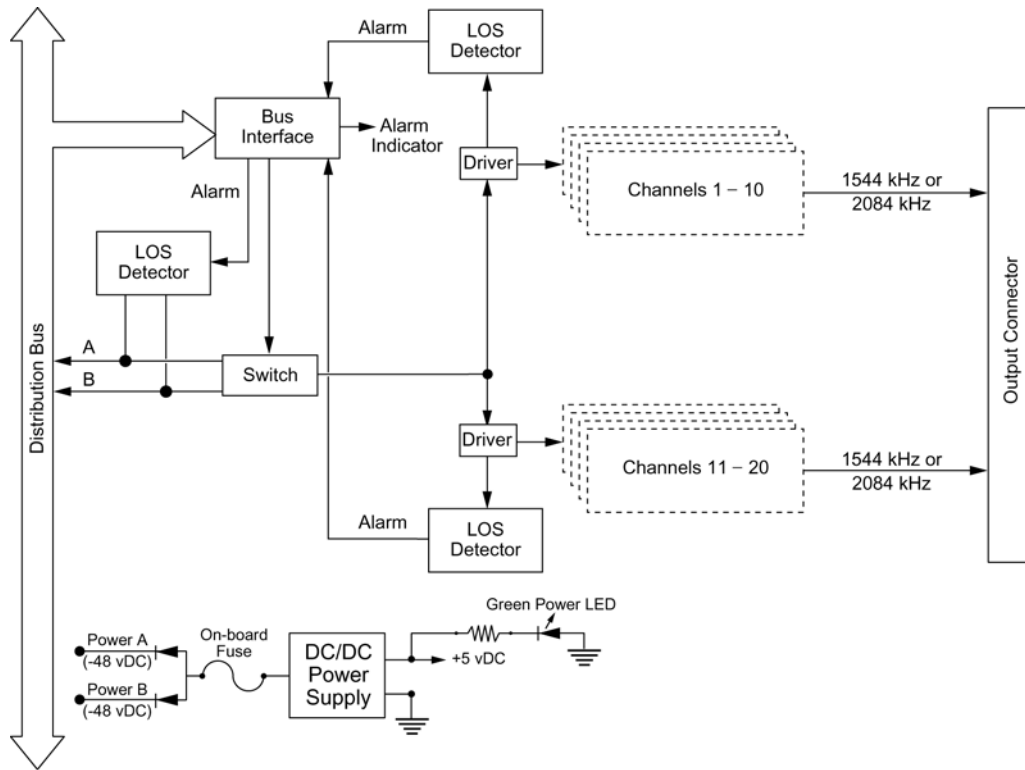 Alarm
LOS
Detector
Bus
Interface
Alarm
Indicator
Driver
Channels 1 – 10
1544 kHz or
2084 kHz
Alarm
LOS
Detector
A
B
Switch
Distribution Bus
Output Connector
Driver
Channels 11 – 20
1544 kHz or
2084 kHz
Alarm
LOS
Detector
Green Power LED
Power A
(-48 vDC)
On-board
Fuse
DC/DC
Power
Supply
+5 vDC
Power B
(-48 vDC)